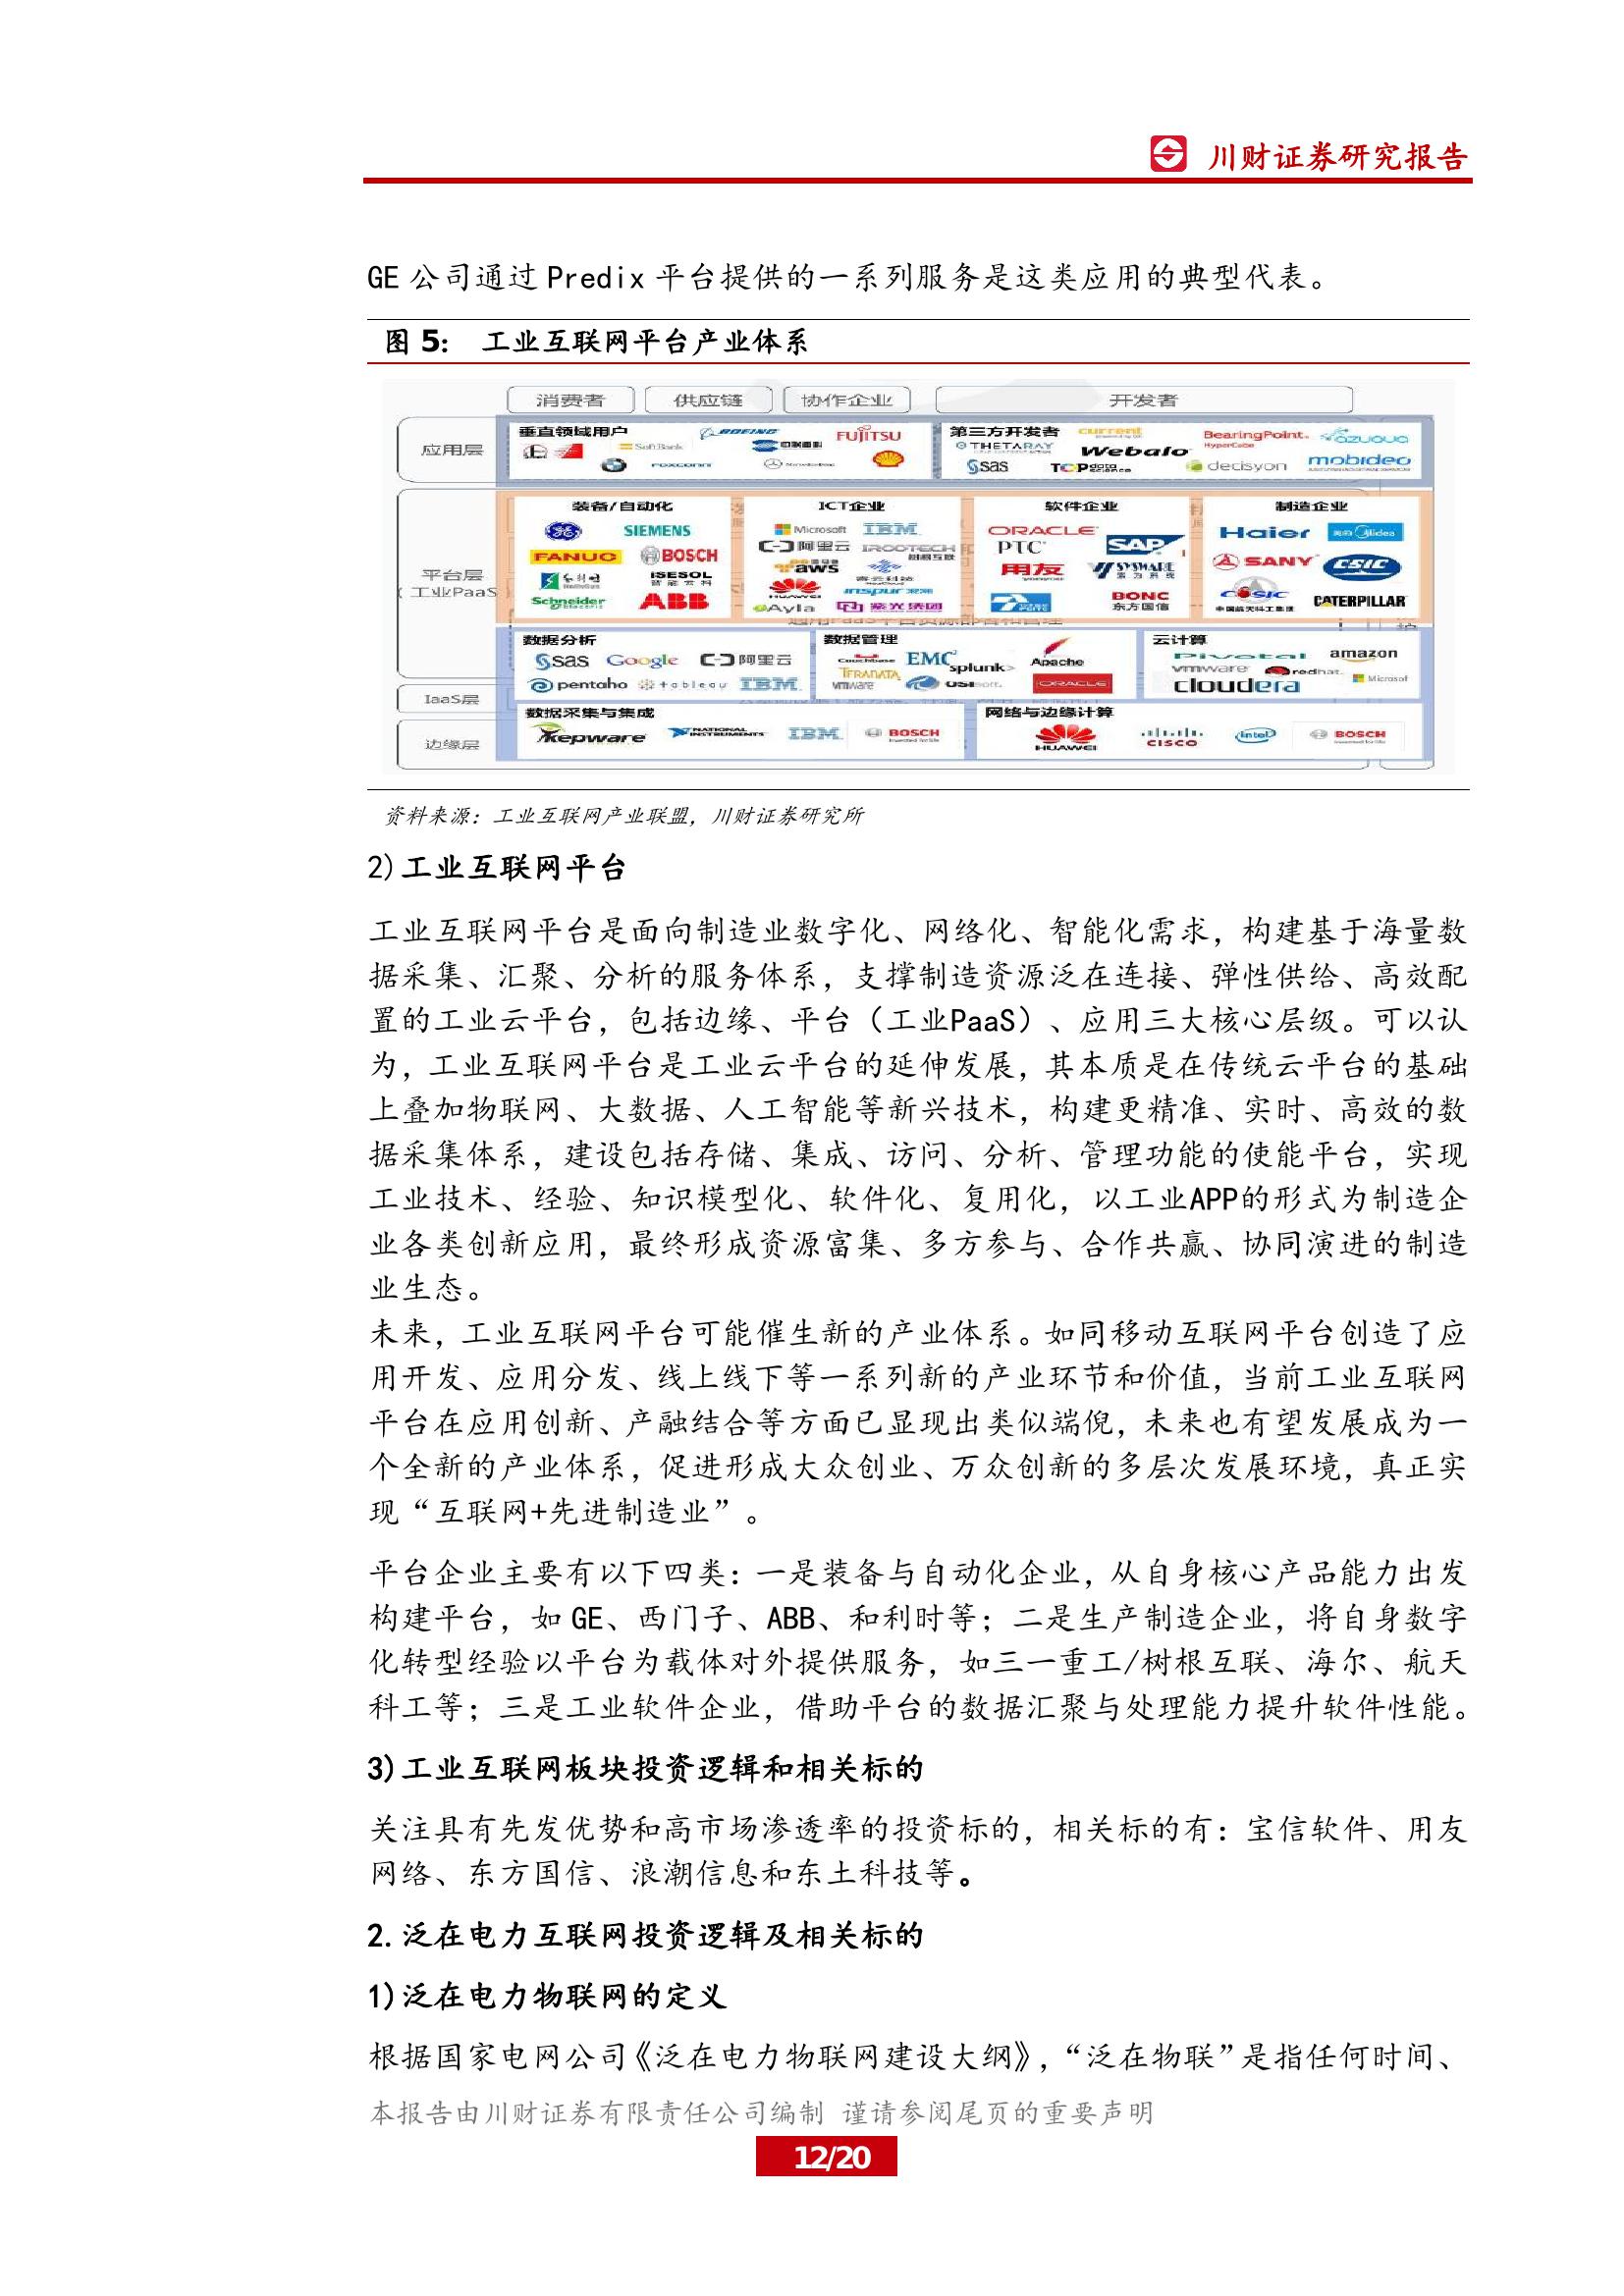 川财证券研究报告
GE 公司通过 Predix 平台提供的一系列服务是这类应用的典型代表。
图 5： 工业互联网平台产业体系
消费者 供应链 协作企业 开发者
应用层
垂直领域用户
BOEING FUJITSU
SoftBank
FOXCONN
第三方开发者 current BearingPoint. azuqua
THETARAY Webalo HyperCube
sas TOP data science decisyon mobideo
平台层
(工业PaaS
装备/自动化
SIEMENS
FANUC BOSCH
iSESOL
Schneider Electric ABB
ICT企业
Microsoft IBM
阿里云 IROOTECH 树根互联
aws
HUAWEI inspur 浪潮
Ayla 紫光集团
软件企业
ORACLE
PTC SAP
用友 SYSWARE 索为系统
BONC 东方国信
制造企业
Haier Midea
SANY CSIC
CASIC CATERPILLAR
中国航天科工集团
数据分析
sas Google 阿里云
pentaho tableau IBM
数据管理
Couchbase EMC splunk> Apache
TERADATA
vmware OSIsoft. ORACLE
云计算
Pivotal amazon
vmware redhat.
cloudera Microsoft
IaaS层
边缘层
数据采集与集成
kepware NATIONAL INSTRUMENTS IBM BOSCH
网络与边缘计算
HUAWEI CISCO intel BOSCH
资料来源：工业互联网产业联盟，川财证券研究所
2)工业互联网平台
工业互联网平台是面向制造业数字化、网络化、智能化需求，构建基于海量数
据采集、汇聚、分析的服务体系，支撑制造资源泛在连接、弹性供给、高效配
置的工业云平台，包括边缘、平台（工业PaaS）、应用三大核心层级。可以认
为，工业互联网平台是工业云平台的延伸发展，其本质是在传统云平台的基础
上叠加物联网、大数据、人工智能等新兴技术，构建更精准、实时、高效的数
据采集体系，建设包括存储、集成、访问、分析、管理功能的使能平台，实现
工业技术、经验、知识模型化、软件化、复用化，以工业APP的形式为制造企
业各类创新应用，最终形成资源富集、多方参与、合作共赢、协同演进的制造
业生态。
未来，工业互联网平台可能催生新的产业体系。如同移动互联网平台创造了应
用开发、应用分发、线上线下等一系列新的产业环节和价值，当前工业互联网
平台在应用创新、产融结合等方面已显现出类似端倪，未来也有望发展成为一
个全新的产业体系，促进形成大众创业、万众创新的多层次发展环境，真正实
现“互联网+先进制造业”。
平台企业主要有以下四类：一是装备与自动化企业，从自身核心产品能力出发
构建平台，如 GE、西门子、ABB、和利时等；二是生产制造企业，将自身数字
化转型经验以平台为载体对外提供服务，如三一重工/树根互联、海尔、航天
科工等；三是工业软件企业，借助平台的数据汇聚与处理能力提升软件性能。
3)工业互联网板块投资逻辑和相关标的
关注具有先发优势和高市场渗透率的投资标的，相关标的有：宝信软件、用友
网络、东方国信、浪潮信息和东土科技等。
2.泛在电力互联网投资逻辑及相关标的
1)泛在电力物联网的定义
根据国家电网公司《泛在电力物联网建设大纲》，“泛在物联”是指任何时间、
本报告由川财证券有限责任公司编制 谨请参阅尾页的重要声明
12/20